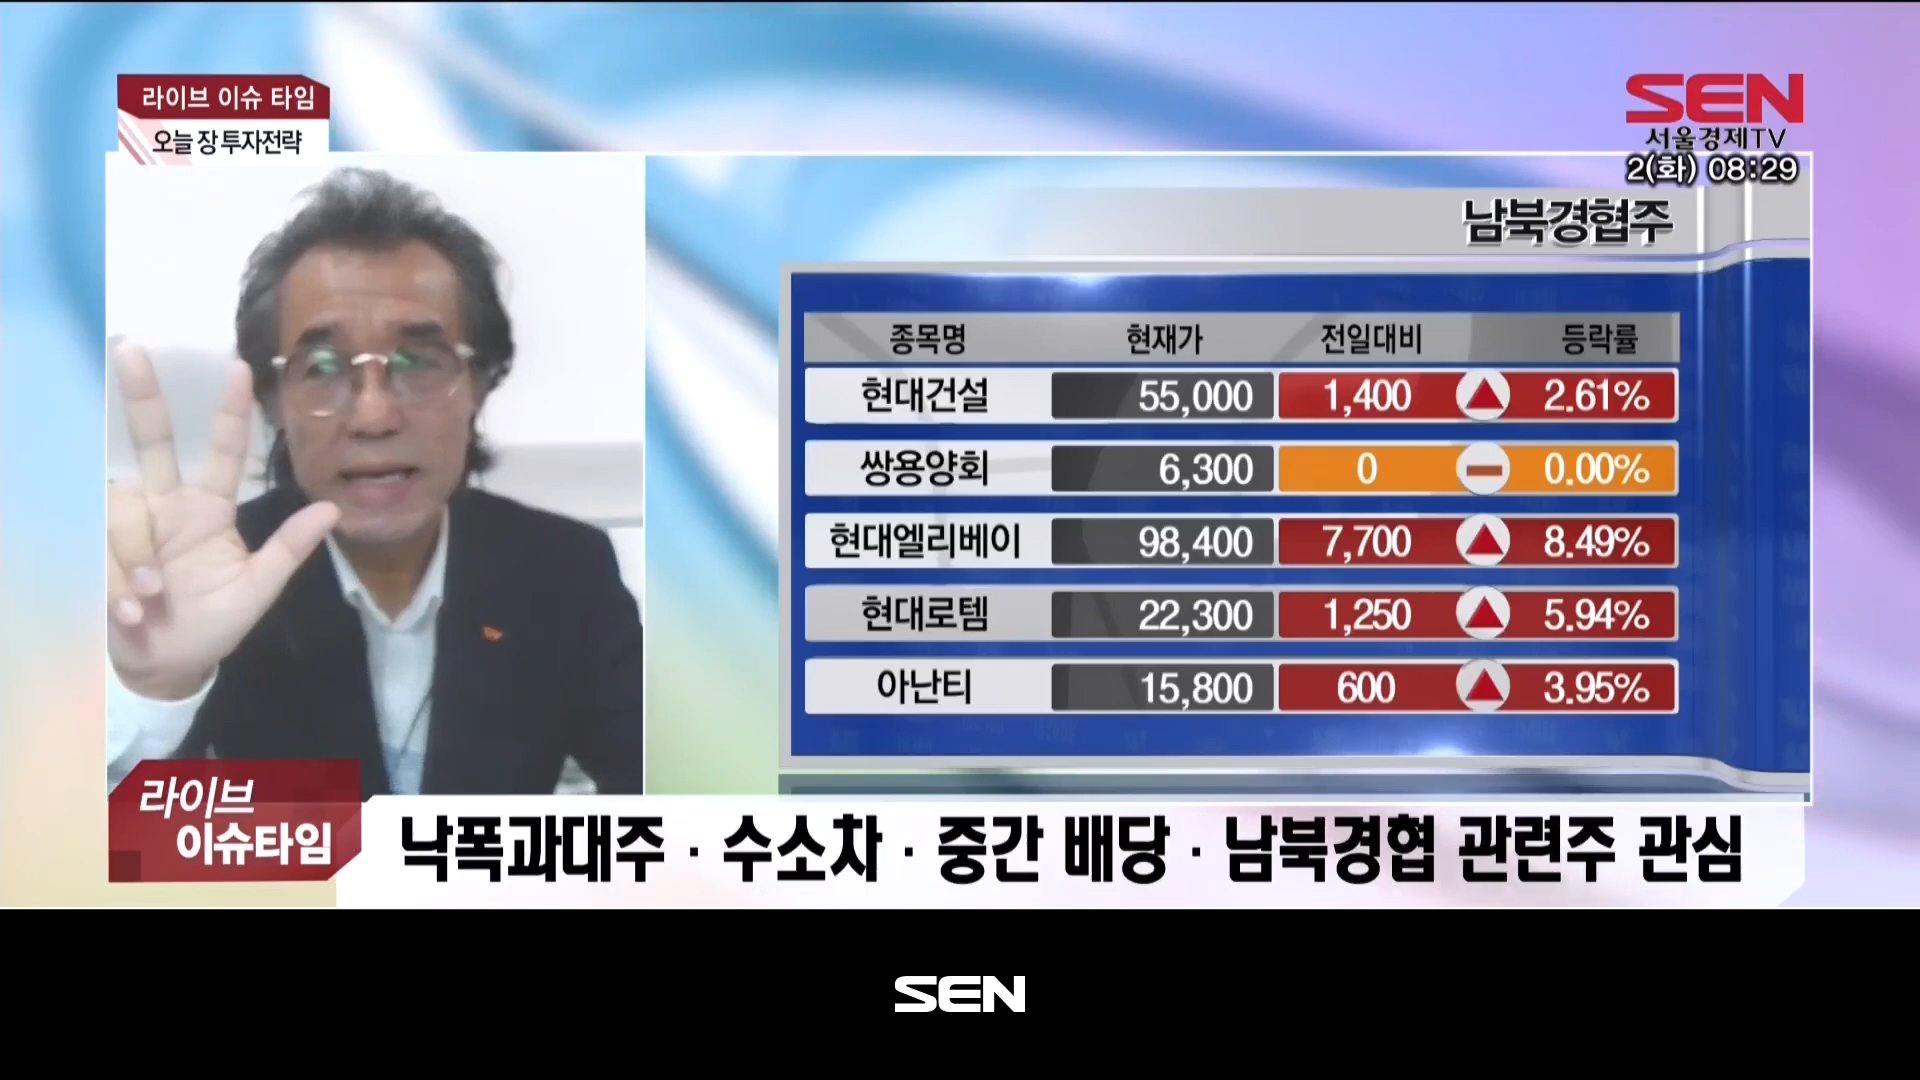 라이브 이슈 타임
오늘 장 투자전략
SEN
서울경제TV
2(화) 08:29
남북경협주
종목명 현재가 전일대비 등락률
현대건설 55,000 1,400 ▲ 2.61%
쌍용양회 6,300 0 − 0.00%
현대엘리베이 98,400 7,700 ▲ 8.49%
현대로템 22,300 1,250 ▲ 5.94%
아난티 15,800 600 ▲ 3.95%
라이브
이슈타임
낙폭과대주 · 수소차 · 중간 배당 · 남북경협 관련주 관심
SEN